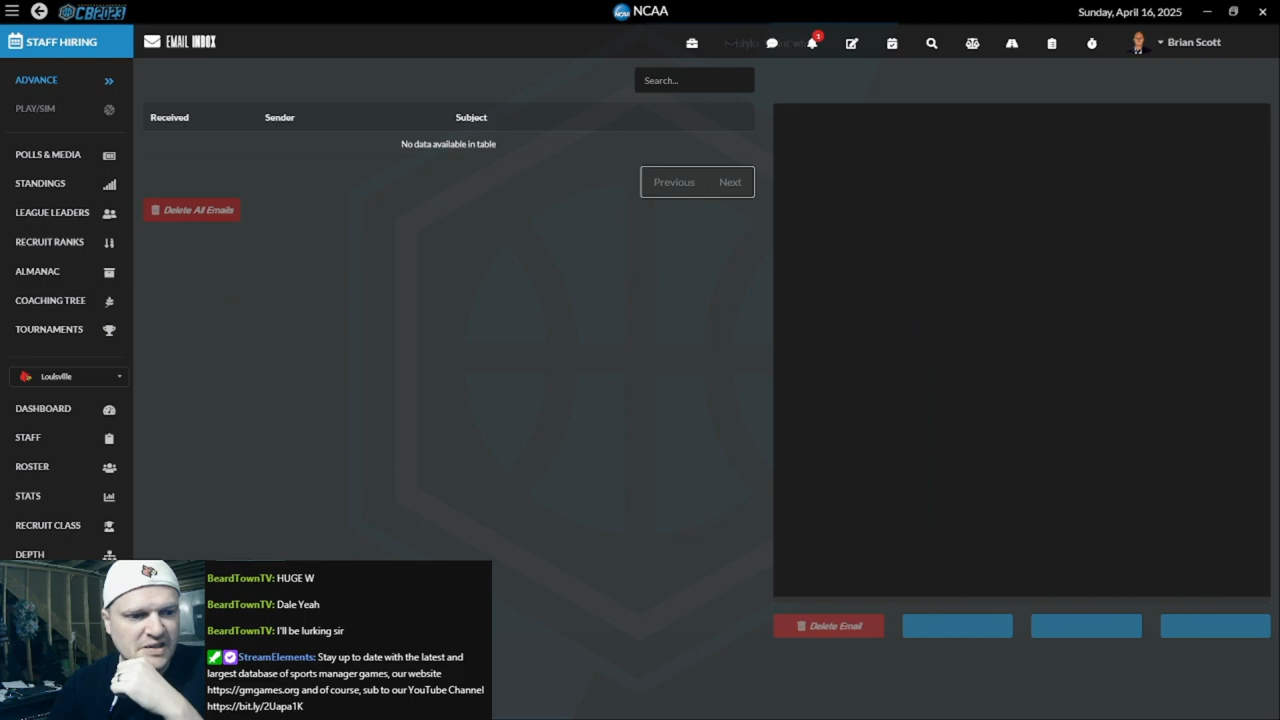 CB2023
NCAA
Sunday, April 16, 2025
STAFF HIRING
EMAIL INBOX
1
Brian Scott
ADVANCE
PLAY/SIM
Search...
Received Sender Subject
No data available in table
Previous Next
Delete All Emails
POLLS & MEDIA
STANDINGS
LEAGUE LEADERS
RECRUIT RANKS
ALMANAC
COACHING TREE
TOURNAMENTS
Louisville
DASHBOARD
STAFF
ROSTER
STATS
RECRUIT CLASS
DEPTH
Delete Email
BeardTownTV: HUGE W
BeardTownTV: Dale Yeah
BeardTownTV: I'll be lurking sir
StreamElements: Stay up to date with the latest and
largest database of sports manager games, our website
https://gmgames.org and of course, sub to our YouTube Channel
https://bit.ly/2Uapa1K